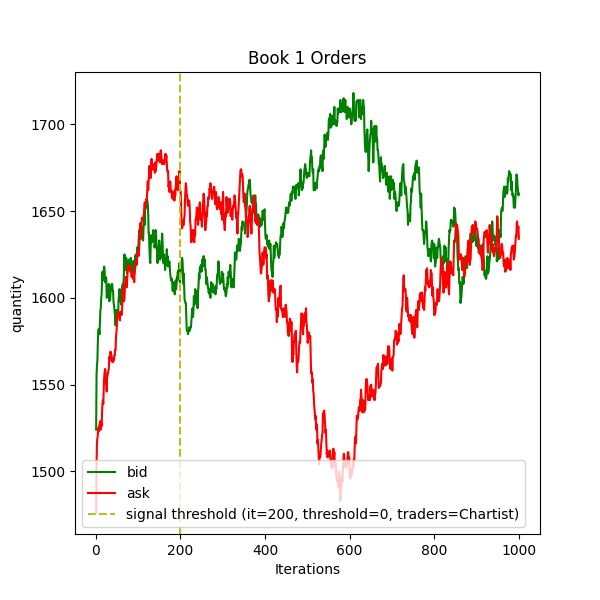 Book 1 Orders
quantity
1700
1650
1600
1550
1500
bid
ask
signal threshold (it=200, threshold=0, traders=Chartist)
0 200 400 600 800 1000
Iterations